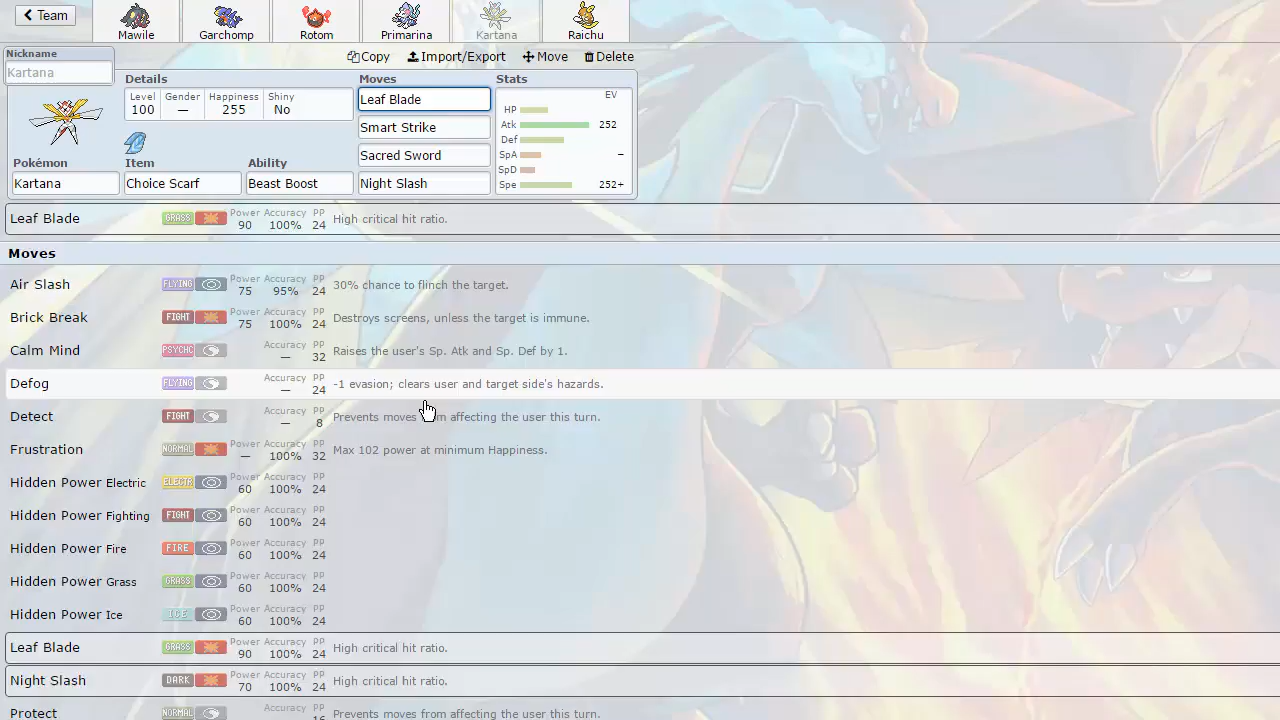 Team
Mawile Garchomp Rotom Primarina Kartana Raichu
Nickname
Kartana
Copy Import/Export Move Delete
Details Moves Stats
Level Gender Happiness Shiny
100 — 255 No
EV
HP
Atk 252
Def
SpA –
SpD
Spe 252+
Leaf Blade
Smart Strike
Sacred Sword
Night Slash
Pokémon Item Ability
Kartana Choice Scarf Beast Boost
Leaf Blade GRASS Power 90 Accuracy 100% PP 24 High critical hit ratio.
Moves
Air Slash FLYING Power 75 Accuracy 95% PP 24 30% chance to flinch the target.
Brick Break FIGHT Power 75 Accuracy 100% PP 24 Destroys screens, unless the target is immune.
Calm Mind PSYCHC Accuracy — PP 32 Raises the user's Sp. Atk and Sp. Def by 1.
Defog FLYING Accuracy — PP 24 -1 evasion; clears user and target side's hazards.
Detect FIGHT Accuracy — PP 8 Prevents moves from affecting the user this turn.
Frustration NORMAL Power — Accuracy 100% PP 32 Max 102 power at minimum Happiness.
Hidden Power Electric ELECTR Power 60 Accuracy 100% PP 24
Hidden Power Fighting FIGHT Power 60 Accuracy 100% PP 24
Hidden Power Fire FIRE Power 60 Accuracy 100% PP 24
Hidden Power Grass GRASS Power 60 Accuracy 100% PP 24
Hidden Power Ice ICE Power 60 Accuracy 100% PP 24
Leaf Blade GRASS Power 90 Accuracy 100% PP 24 High critical hit ratio.
Night Slash DARK Power 70 Accuracy 100% PP 24 High critical hit ratio.
Protect NORMAL Accuracy PP 16 Prevents moves from affecting the user this turn.